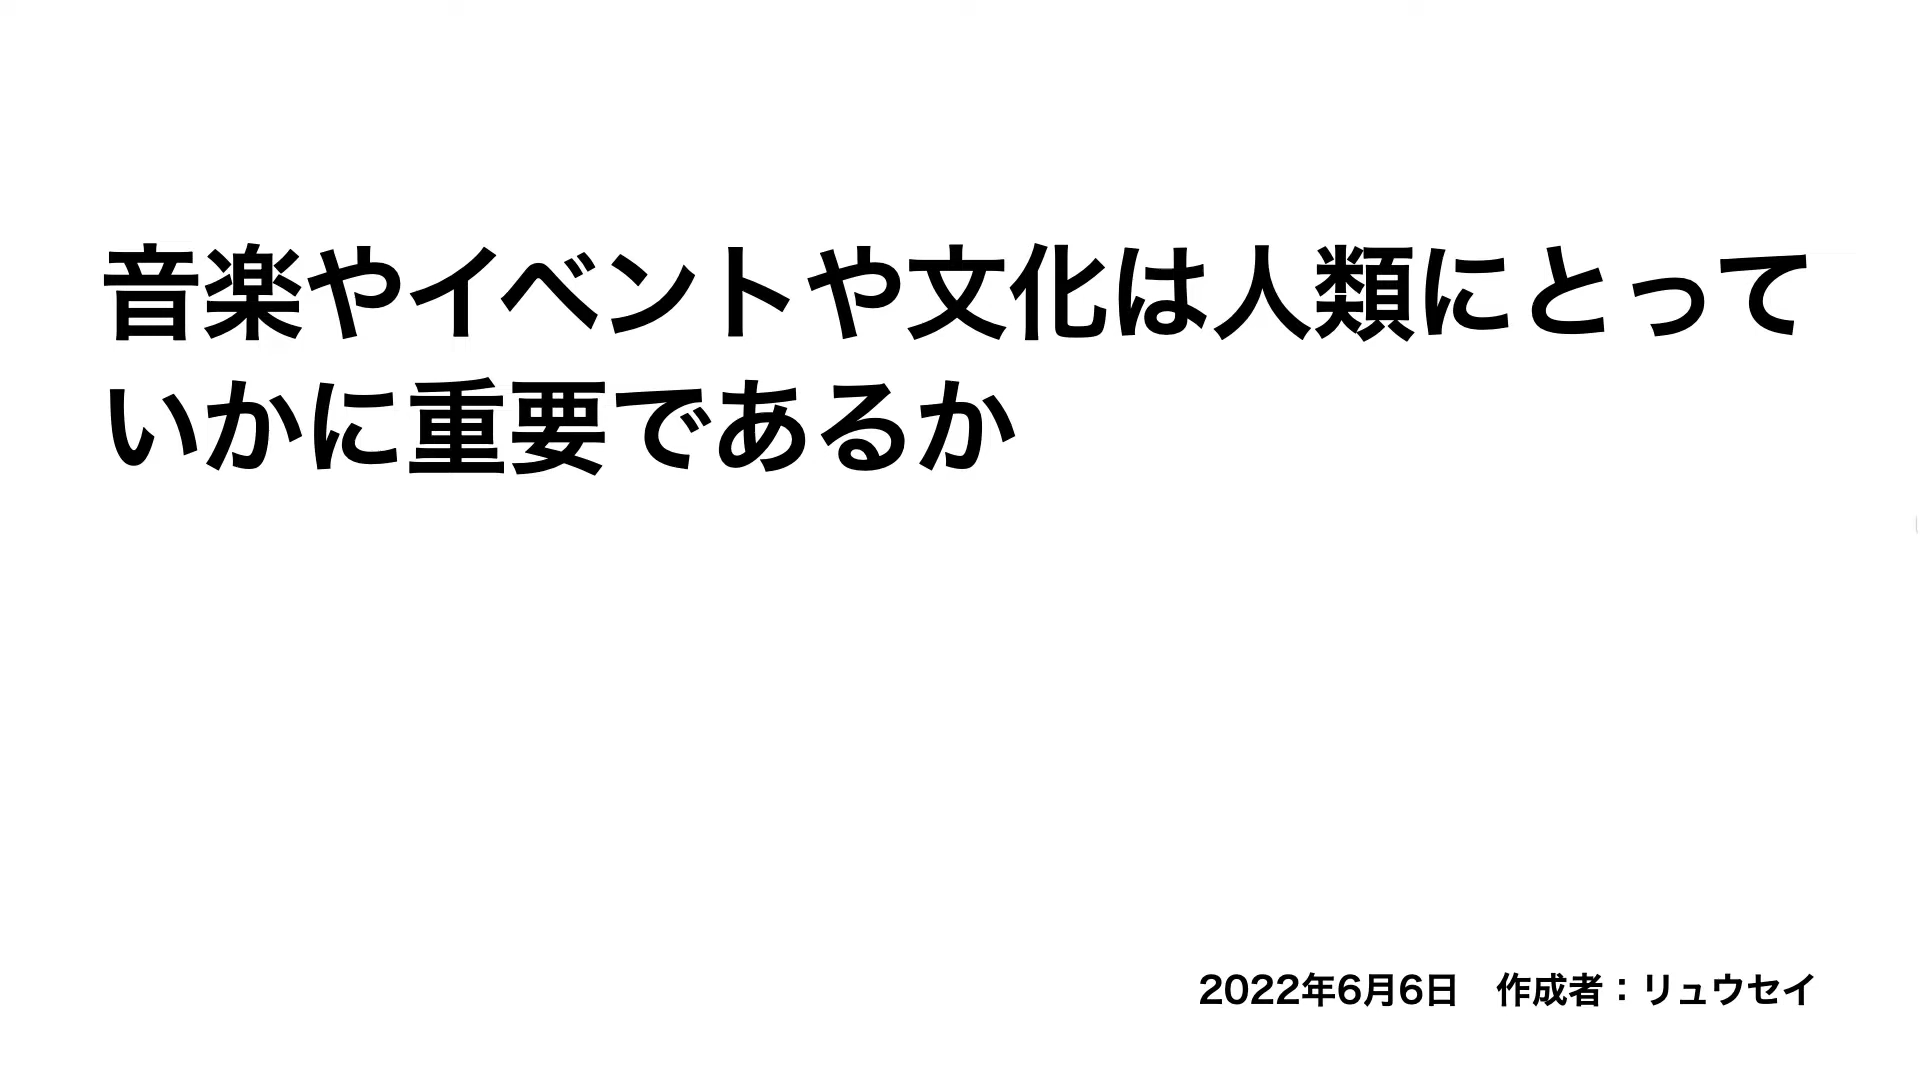 音楽やイベントや文化は人類にとって
いかに重要であるか
2022年6月6日　作成者：リュウセイ